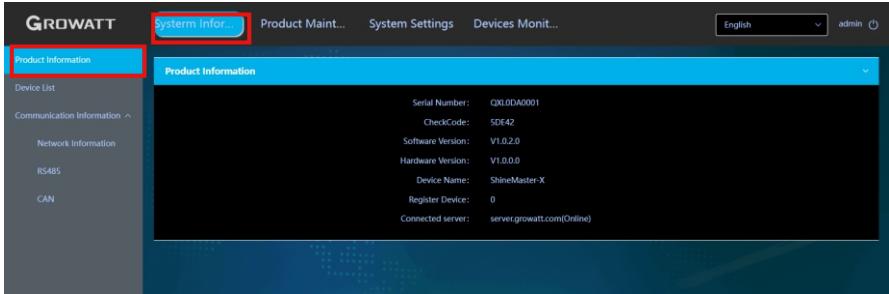 GROWATT
Systerm Infor...
Product Maint...
System Settings
Devices Monit...
English
admin
Product Information
Device List
Communication Information
Network Information
RS485
CAN
Product Information
Serial Number: QXL0DA0001
CheckCode: 5DE42
Software Version: V1.0.2.0
Hardware Version: V1.0.0.0
Device Name: ShineMaster-X
Register Device: 0
Connected server: server.growatt.com(Online)